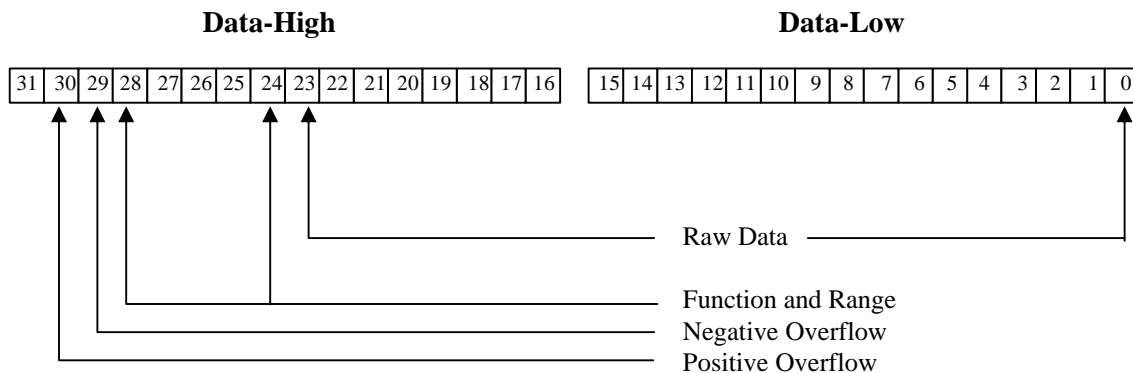 Data-High Data-Low
31 30 29 28 27 26 25 24 23 22 21 20 19 18 17 16 15 14 13 12 11 10 9 8 7 6 5 4 3 2 1 0
Raw Data
Function and Range
Negative Overflow
Positive Overflow